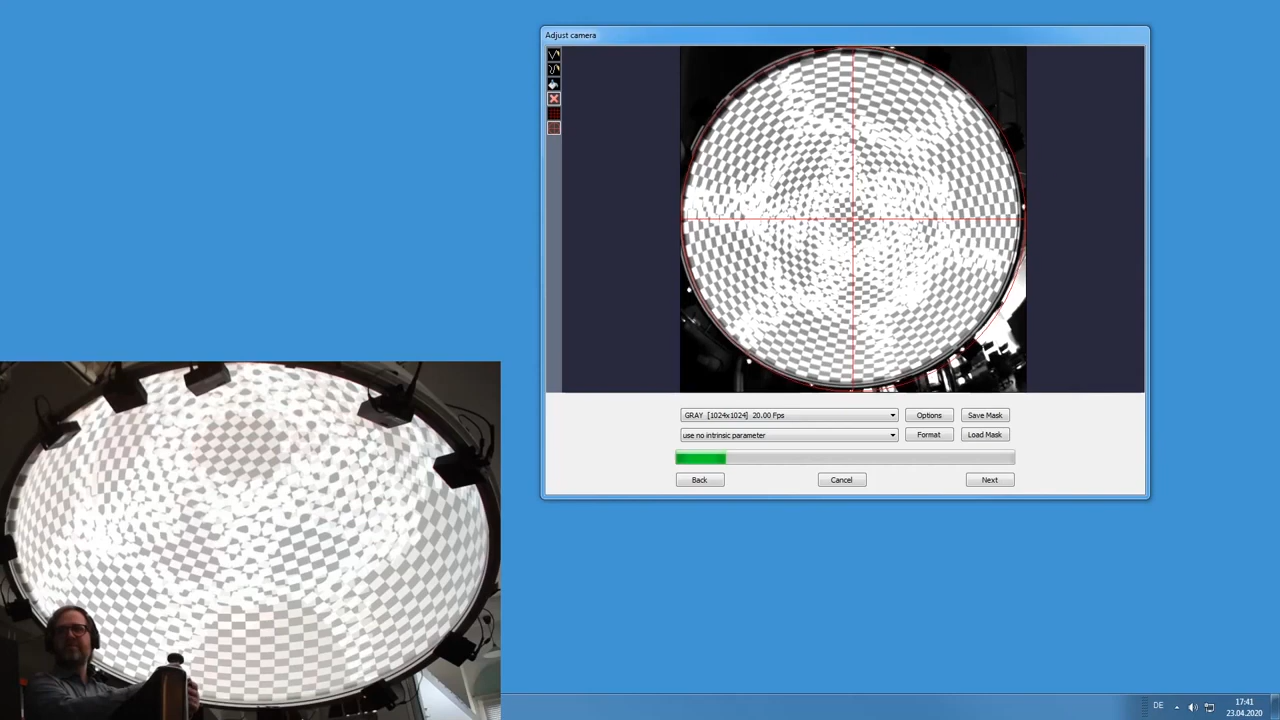 Adjust camera
GRAY [1024x1024] 20.00 Fps
Options
Save Mask
use no intrinsic parameter
Format
Load Mask
Back
Cancel
Next
DE
17:41
23.04.2020